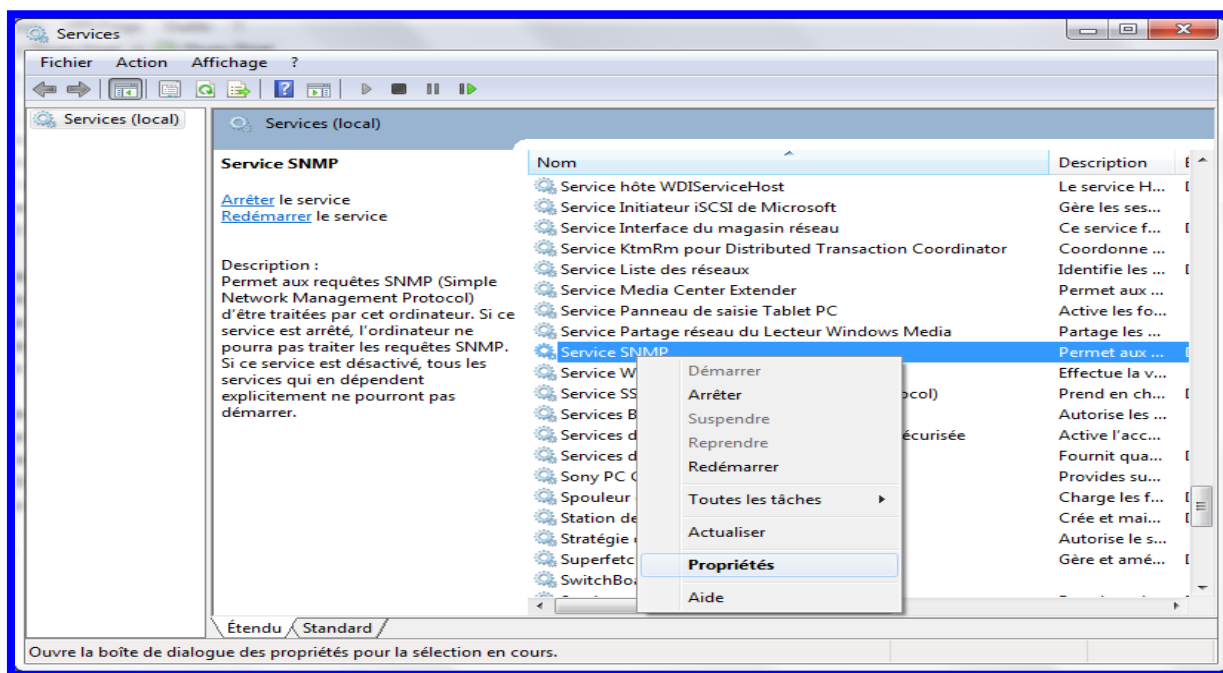 Services
Fichier Action Affichage ?
Services (local)
Services (local)
Service SNMP
Arrêter le service
Redémarrer le service
Description :
Permet aux requêtes SNMP (Simple
Network Management Protocol)
d'être traitées par cet ordinateur. Si ce
service est arrêté, l'ordinateur ne
pourra pas traiter les requêtes SNMP.
Si ce service est désactivé, tous les
services qui en dépendent
explicitement ne pourront pas
démarrer.
Nom Description
Service hôte WDIServiceHost Le service H...
Service Initiateur iSCSI de Microsoft Gère les ses...
Service Interface du magasin réseau Ce service f...
Service KtmRm pour Distributed Transaction Coordinator Coordonne ...
Service Liste des réseaux Identifie les ...
Service Media Center Extender Permet aux ...
Service Panneau de saisie Tablet PC Active les fo...
Service Partage réseau du Lecteur Windows Media Partage les ...
Service SNMP Permet aux ...
Service W Effectue la v...
Service SS ocol) Prend en ch...
Services B Autorise les ...
Services d écurisée Active l'acc...
Services d Fournit qua...
Sony PC Provides su...
Spouleur Charge les f...
Station de Crée et mai...
Stratégie Autorise le s...
Superfetc Gère et amé...
SwitchBo
Démarrer
Arrêter
Suspendre
Reprendre
Redémarrer
Toutes les tâches
Actualiser
Propriétés
Aide
Étendu Standard
Ouvre la boîte de dialogue des propriétés pour la sélection en cours.